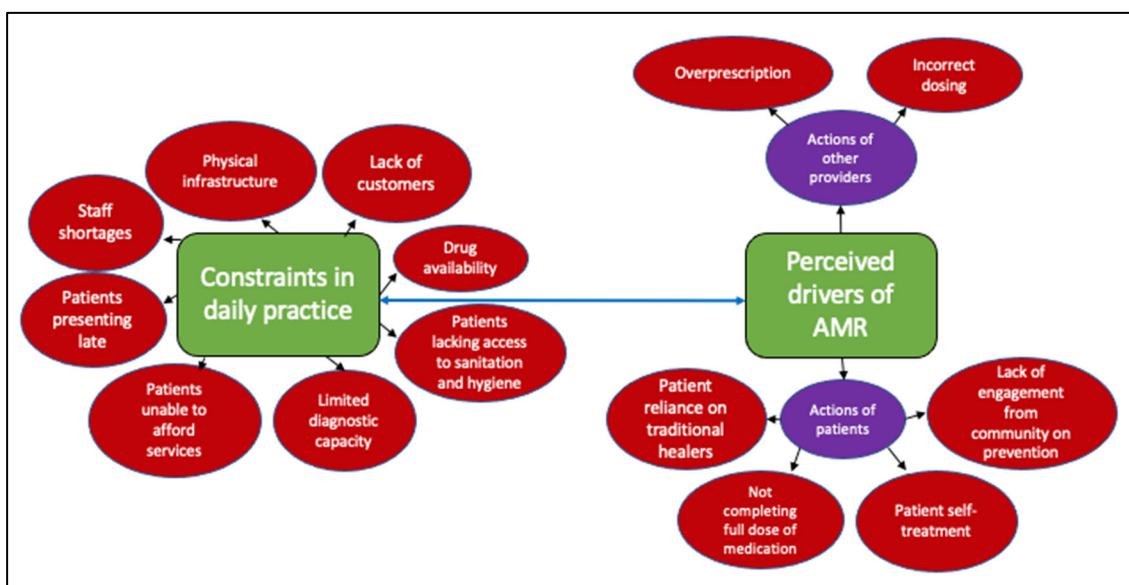 Overprescription
Incorrect
dosing
Actions of
other
providers
Physical
infrastructure
Lack of
customers
Staff
shortages
Drug
availability
Constraints in
daily practice
Perceived
drivers of
AMR
Patients
presenting
late
Patients
lacking access
to sanitation
and hygiene
Patients
unable to
afford
services
Limited
diagnostic
capacity
Patient
reliance on
traditional
healers
Actions of
patients
Lack of
engagement
from
community on
prevention
Not
completing
full dose of
medication
Patient self-
treatment